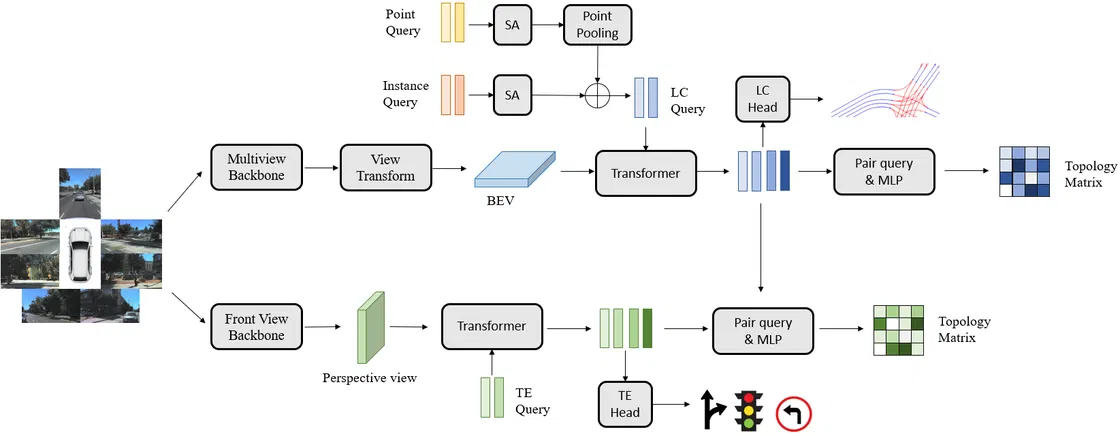 Point
Query
SA
Point
Pooling
Instance
Query
SA
LC
Query
LC
Head
Multiview
Backbone
View
Transform
BEV
Transformer
Pair query
& MLP
Topology
Matrix
Front View
Backbone
Perspective view
Transformer
TE
Query
TE
Head
Pair query
& MLP
Topology
Matrix